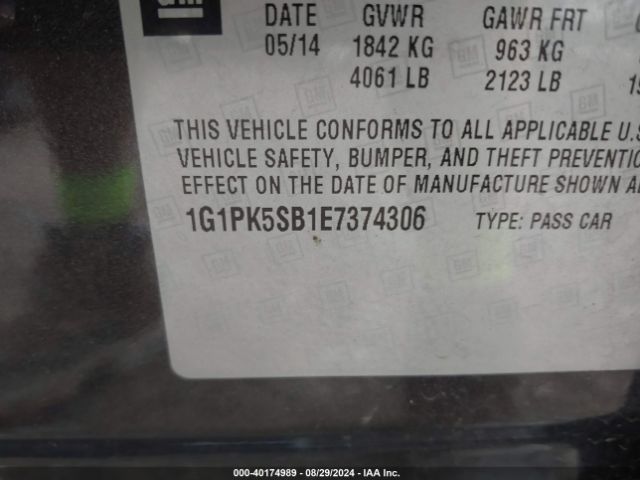 GM
DATE GVWR GAWR FRT
05/14 1842 KG 963 KG
4061 LB 2123 LB
THIS VEHICLE CONFORMS TO ALL APPLICABLE U.S
VEHICLE SAFETY, BUMPER, AND THEFT PREVENTIO
EFFECT ON THE DATE OF MANUFACTURE SHOWN A
1G1PK5SB1E7374306 TYPE: PASS CAR
000-40174989 - 08/29/2024 - IAA Inc.